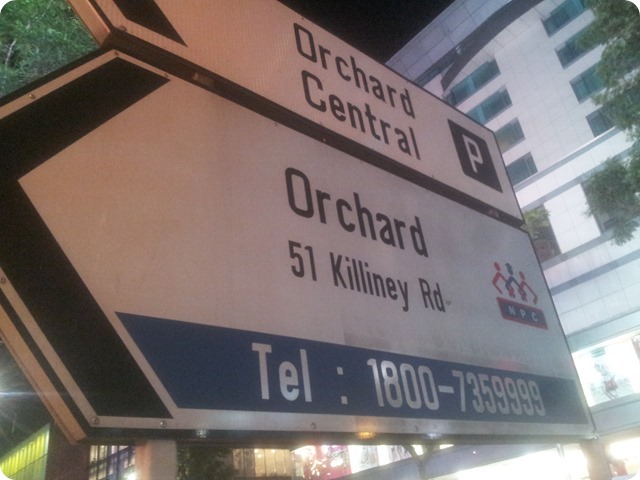 Orchard
Central
P
Orchard
51 Killiney Rd
NPC
Tel : 1800-7359999